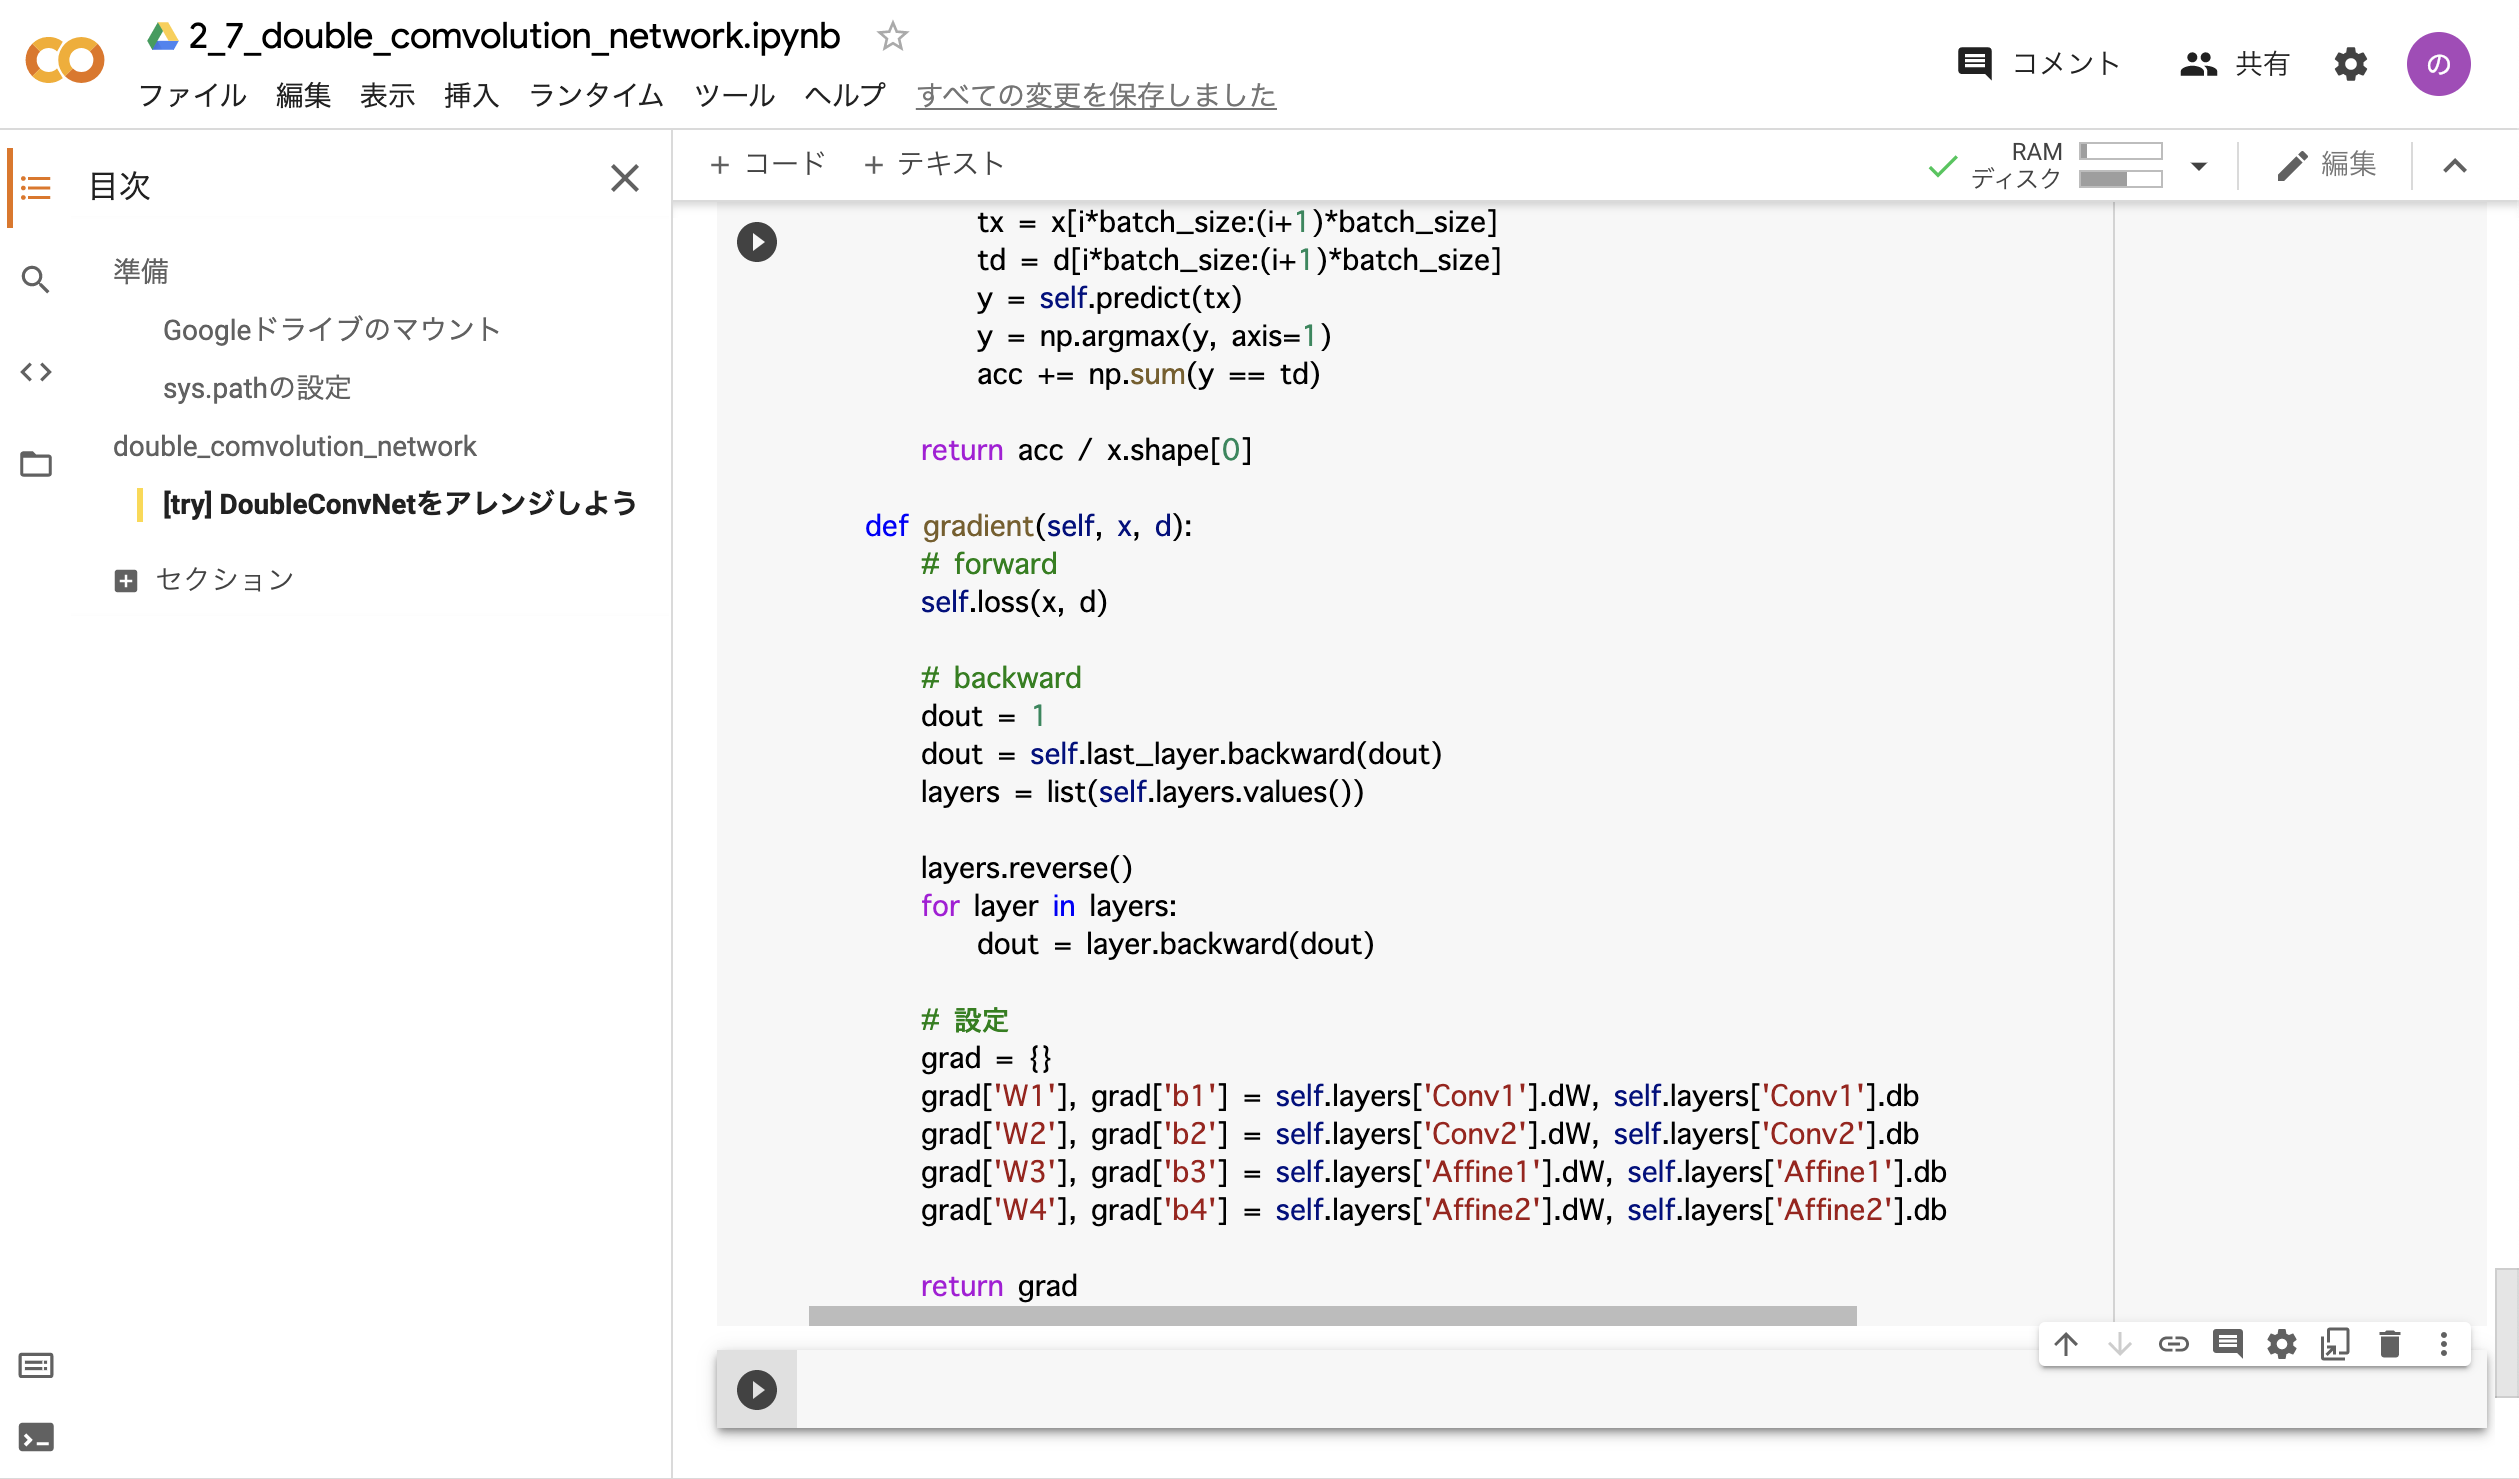 2_7_double_comvolution_network.ipynb
ファイル 編集 表示 挿入 ランタイム ツール ヘルプ すべての変更を保存しました
コメント 共有 の
目次
準備
Googleドライブのマウント
sys.pathの設定
double_comvolution_network
[try] DoubleConvNetをアレンジしよう
セクション
+ コード + テキスト
RAM
ディスク
編集
tx = x[i*batch_size:(i+1)*batch_size]
td = d[i*batch_size:(i+1)*batch_size]
y = self.predict(tx)
y = np.argmax(y, axis=1)
acc += np.sum(y == td)
return acc / x.shape[0]
def gradient(self, x, d):
# forward
self.loss(x, d)
# backward
dout = 1
dout = self.last_layer.backward(dout)
layers = list(self.layers.values())
layers.reverse()
for layer in layers:
dout = layer.backward(dout)
# 設定
grad = {}
grad['W1'], grad['b1'] = self.layers['Conv1'].dW, self.layers['Conv1'].db
grad['W2'], grad['b2'] = self.layers['Conv2'].dW, self.layers['Conv2'].db
grad['W3'], grad['b3'] = self.layers['Affine1'].dW, self.layers['Affine1'].db
grad['W4'], grad['b4'] = self.layers['Affine2'].dW, self.layers['Affine2'].db
return grad